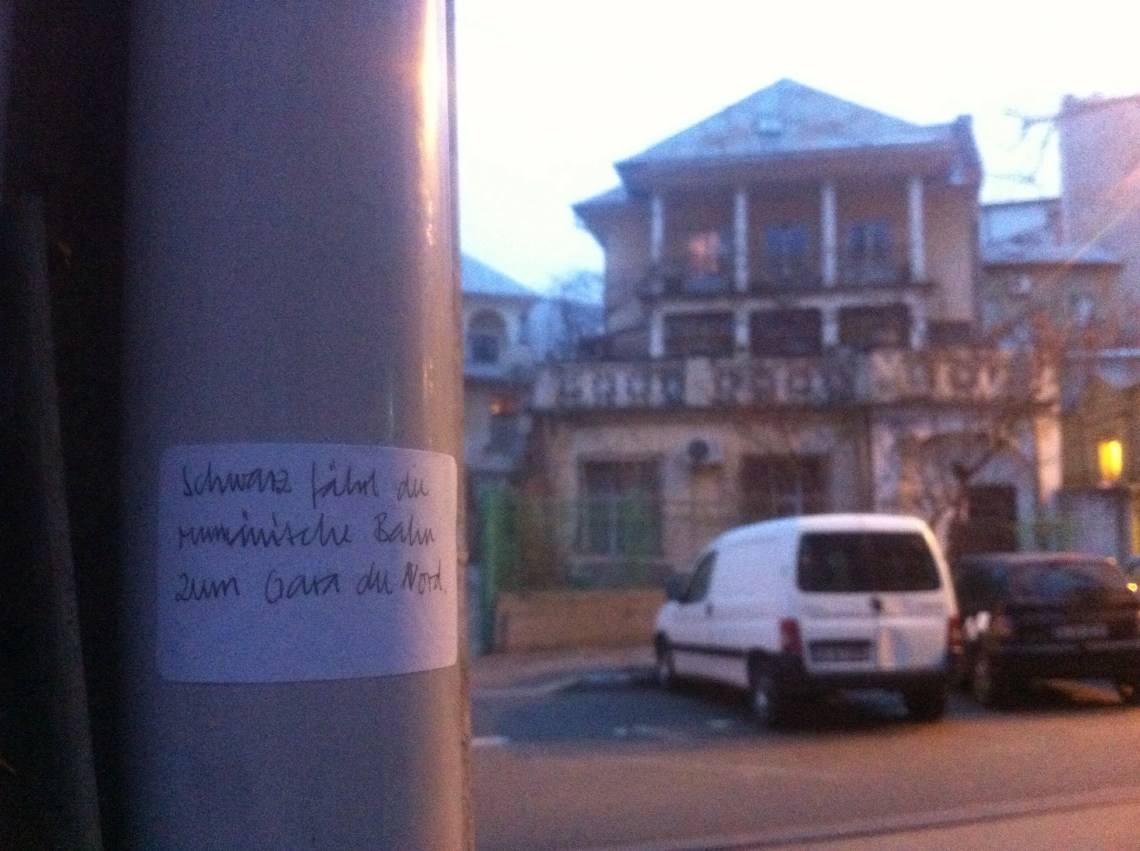 Schwarz fährt die
rumänische Bahn
zum Gara du Nord.